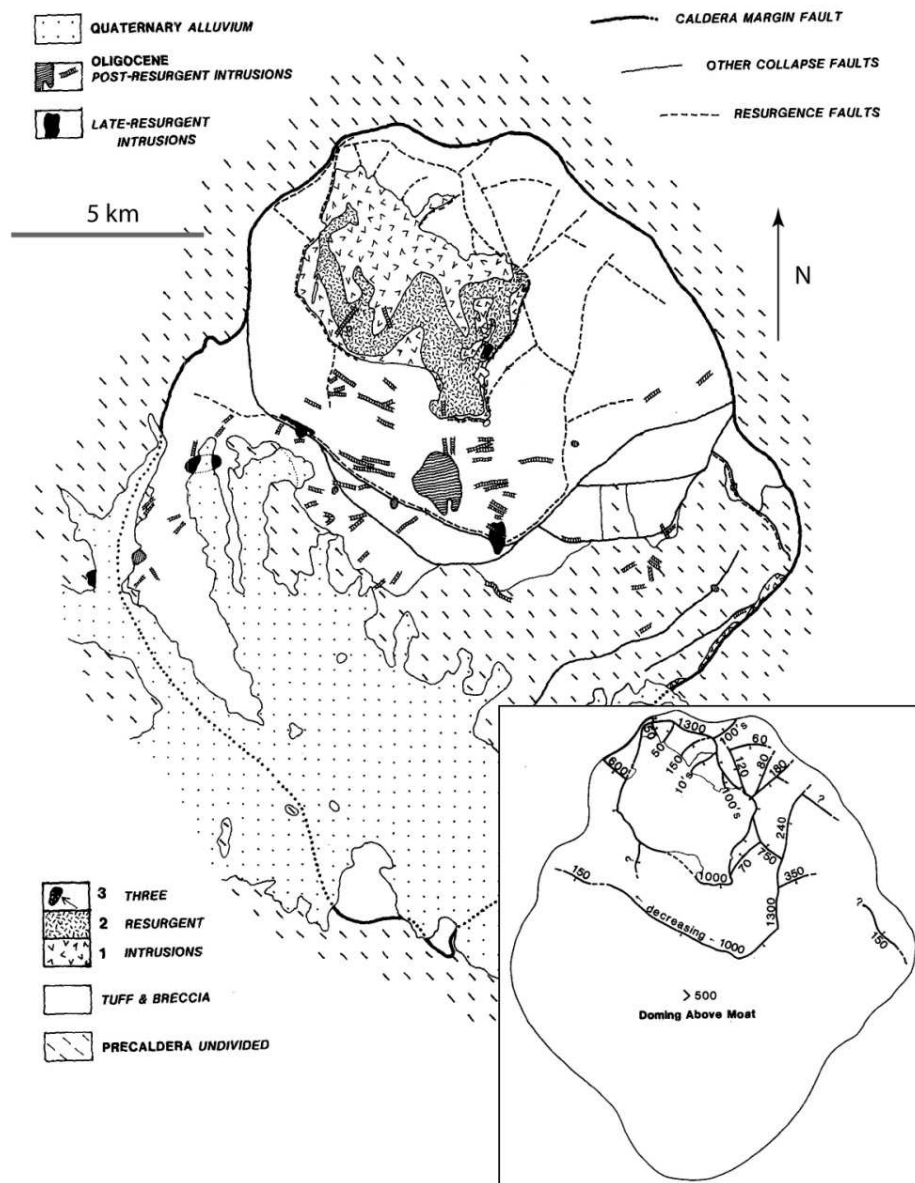 QUATERNARY ALLUVIUM
OLIGOCENE
POST-RESURGENT INTRUSIONS
LATE-RESURGENT
INTRUSIONS
CALDERA MARGIN FAULT
OTHER COLLAPSE FAULTS
RESURGENCE FAULTS
5 km
N
3 THREE
2 RESURGENT
1 INTRUSIONS
TUFF & BRECCIA
PRECALDERA UNDIVIDED
1300
100's
60
50
150
120
80
180
600
10's
100's
?
240
?
70
750
1000
350
150
← decreasing - 1000
1300
?
150
>500
Doming Above Moat